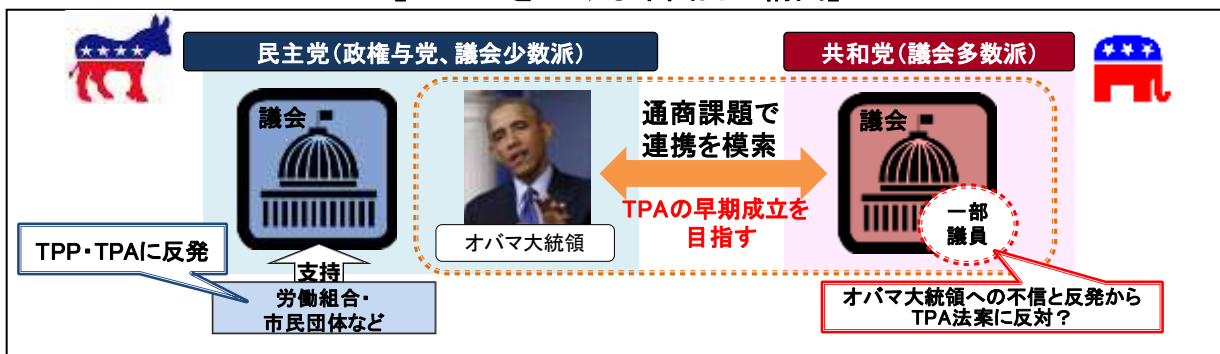 民主党(政権与党、議会少数派)
共和党(議会多数派)
議会
通商課題で
連携を模索
議会
TPAの早期成立を
目指す
一部
議員
オバマ大統領
TPP・TPAに反発
支持
労働組合・
市民団体など
オバマ大統領への不信と反発から
TPA法案に反対?